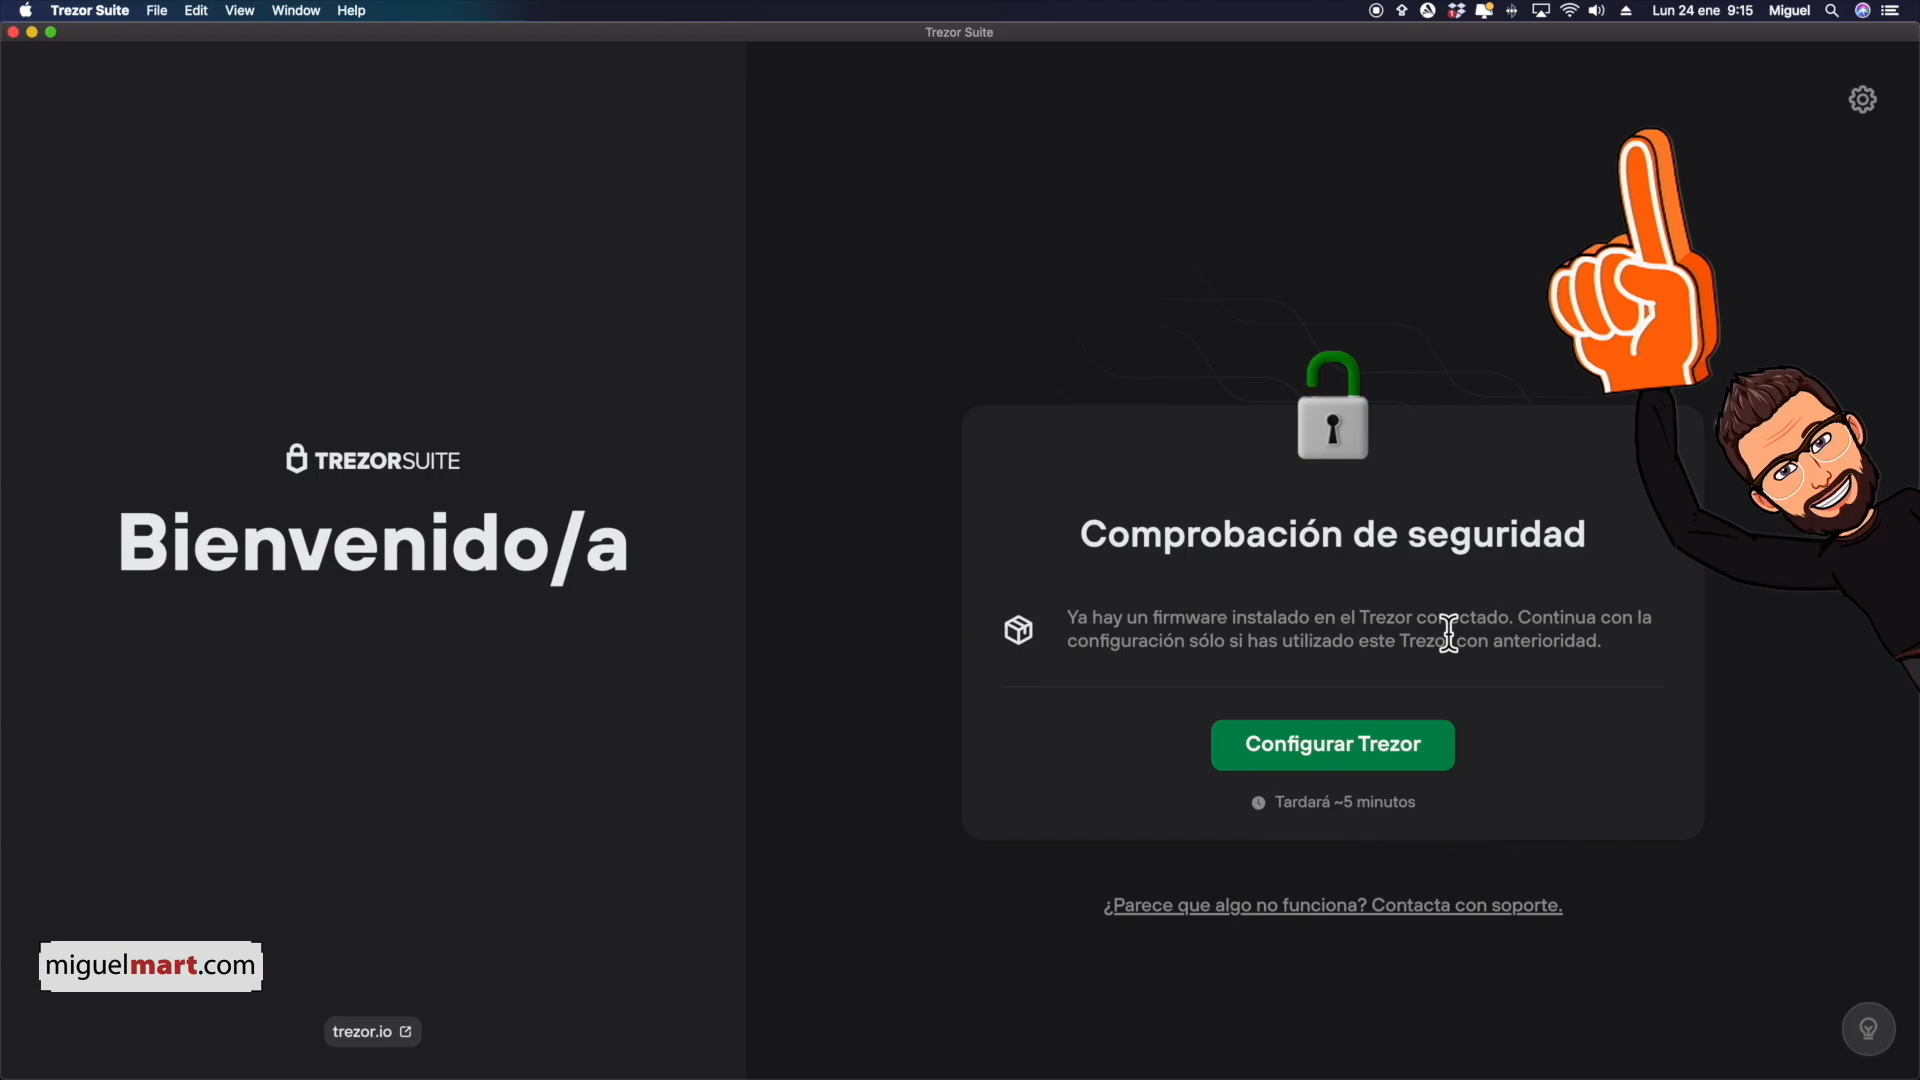 Trezor Suite File Edit View Window Help
Lun 24 ene 9:15 Miguel
Trezor Suite
TREZORSUITE
Bienvenido/a
Comprobación de seguridad
Ya hay un firmware instalado en el Trezor conectado. Continua con la
configuración sólo si has utilizado este Trezor con anterioridad.
Configurar Trezor
Tardará ~5 minutos
¿Parece que algo no funciona? Contacta con soporte.
miguelmart.com
trezor.io